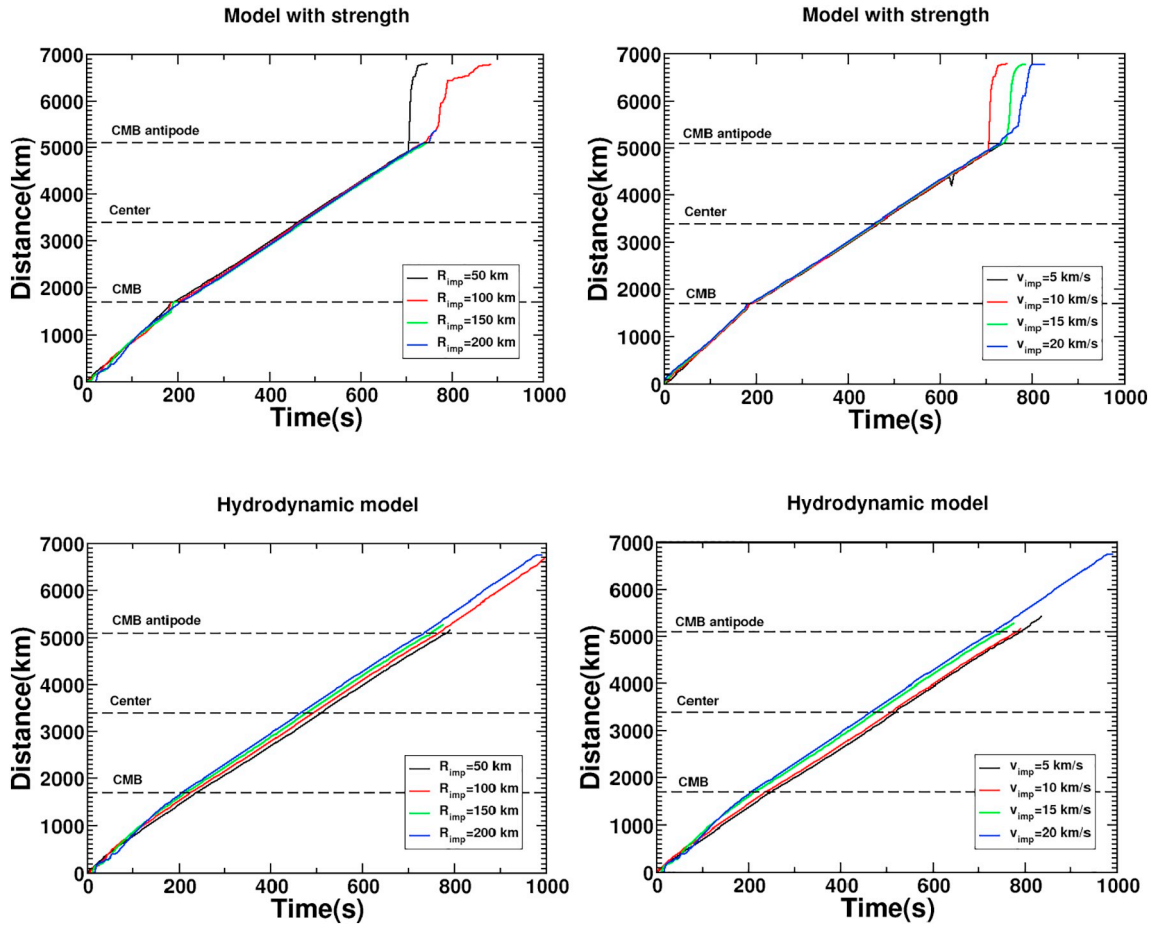 Model with strength
7000
6000
5000
4000
3000
2000
1000
0
Distance(km)
CMB antipode
Center
CMB
R_imp=50 km
R_imp=100 km
R_imp=150 km
R_imp=200 km
0 200 400 600 800 1000
Time(s)
Model with strength
7000
6000
5000
4000
3000
2000
1000
0
Distance(km)
CMB antipode
Center
CMB
v_imp=5 km/s
v_imp=10 km/s
v_imp=15 km/s
v_imp=20 km/s
0 200 400 600 800 1000
Time(s)
Hydrodynamic model
7000
6000
5000
4000
3000
2000
1000
0
Distance(km)
CMB antipode
Center
CMB
R_imp=50 km
R_imp=100 km
R_imp=150 km
R_imp=200 km
0 200 400 600 800 1000
Time(s)
Hydrodynamic model
7000
6000
5000
4000
3000
2000
1000
0
Distance(km)
CMB antipode
Center
CMB
v_imp=5 km/s
v_imp=10 km/s
v_imp=15 km/s
v_imp=20 km/s
0 200 400 600 800 1000
Time(s)